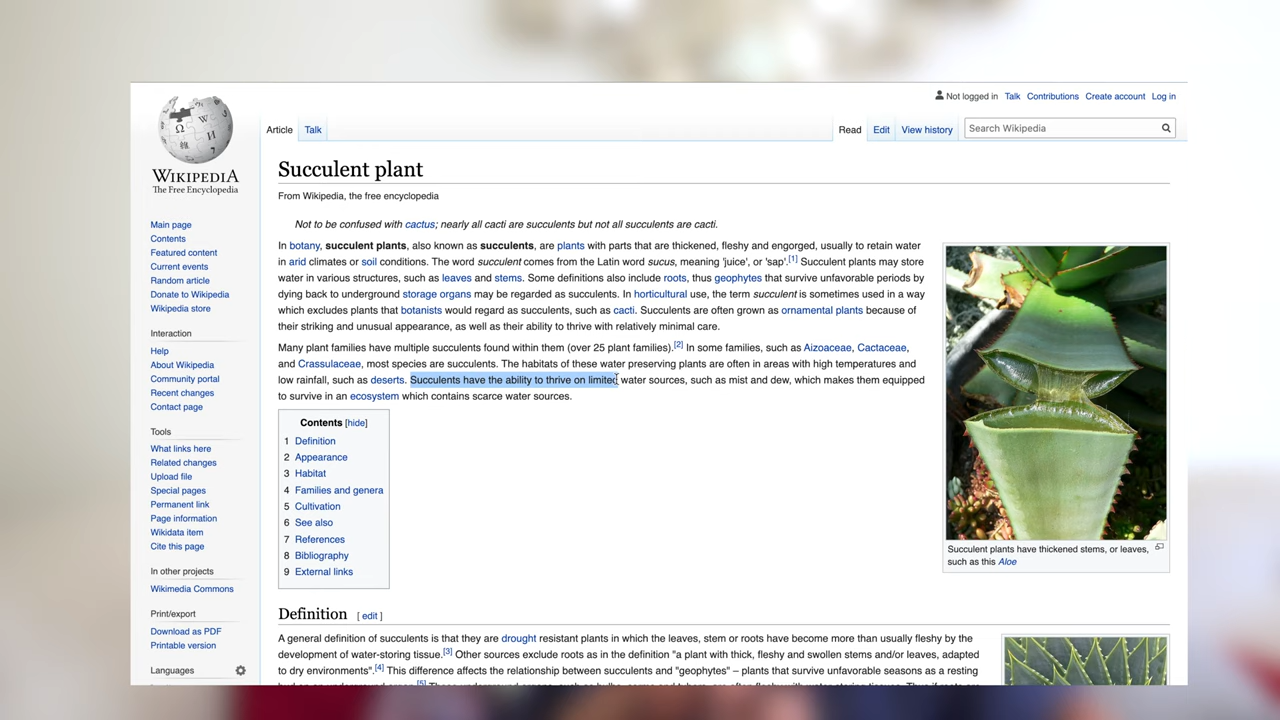 Not logged in Talk Contributions Create account Log in
Article Talk Read Edit View history Search Wikipedia
WIKIPEDIA
The Free Encyclopedia
Main page
Contents
Featured content
Current events
Random article
Donate to Wikipedia
Wikipedia store
Interaction
Help
About Wikipedia
Community portal
Recent changes
Contact page
Tools
What links here
Related changes
Upload file
Special pages
Permanent link
Page information
Wikidata item
Cite this page
In other projects
Wikimedia Commons
Print/export
Download as PDF
Printable version
Languages
Succulent plant
From Wikipedia, the free encyclopedia
Not to be confused with cactus; nearly all cacti are succulents but not all succulents are cacti.
In botany, succulent plants, also known as succulents, are plants with parts that are thickened, fleshy and engorged, usually to retain water
in arid climates or soil conditions. The word succulent comes from the Latin word sucus, meaning 'juice', or 'sap'.[1] Succulent plants may store
water in various structures, such as leaves and stems. Some definitions also include roots, thus geophytes that survive unfavorable periods by
dying back to underground storage organs may be regarded as succulents. In horticultural use, the term succulent is sometimes used in a way
which excludes plants that botanists would regard as succulents, such as cacti. Succulents are often grown as ornamental plants because of
their striking and unusual appearance, as well as their ability to thrive with relatively minimal care.
Many plant families have multiple succulents found within them (over 25 plant families).[2] In some families, such as Aizoaceae, Cactaceae,
and Crassulaceae, most species are succulents. The habitats of these water preserving plants are often in areas with high temperatures and
low rainfall, such as deserts. Succulents have the ability to thrive on limited water sources, such as mist and dew, which makes them equipped
to survive in an ecosystem which contains scarce water sources.
Succulent plants have thickened stems, or leaves,
such as this Aloe
Contents [hide]
1 Definition
2 Appearance
3 Habitat
4 Families and genera
5 Cultivation
6 See also
7 References
8 Bibliography
9 External links
Definition [ edit ]
A general definition of succulents is that they are drought resistant plants in which the leaves, stem or roots have become more than usually fleshy by the
development of water-storing tissue.[3] Other sources exclude roots as in the definition "a plant with thick, fleshy and swollen stems and/or leaves, adapted
to dry environments".[4] This difference affects the relationship between succulents and "geophytes" – plants that survive unfavorable seasons as a resting